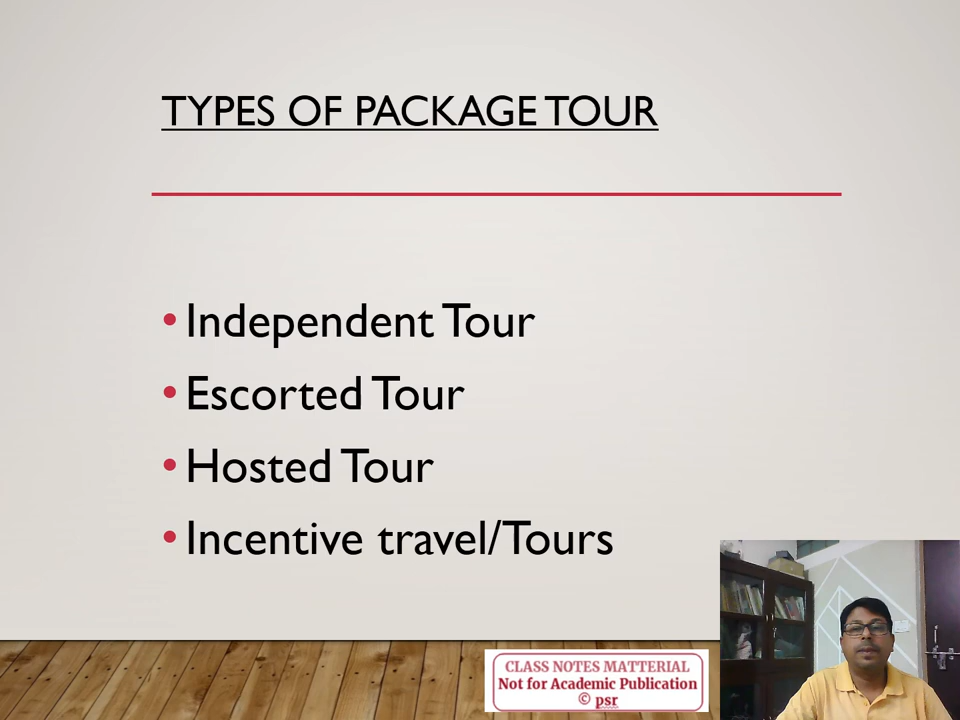 TYPES OF PACKAGE TOUR
• Independent Tour
• Escorted Tour
• Hosted Tour
• Incentive travel/Tours
CLASS NOTES MATTERIAL
Not for Academic Publication
© psr